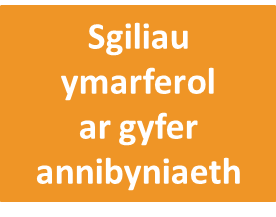 Sgiliau
ymarferol
ar gyfer
annibyniaeth